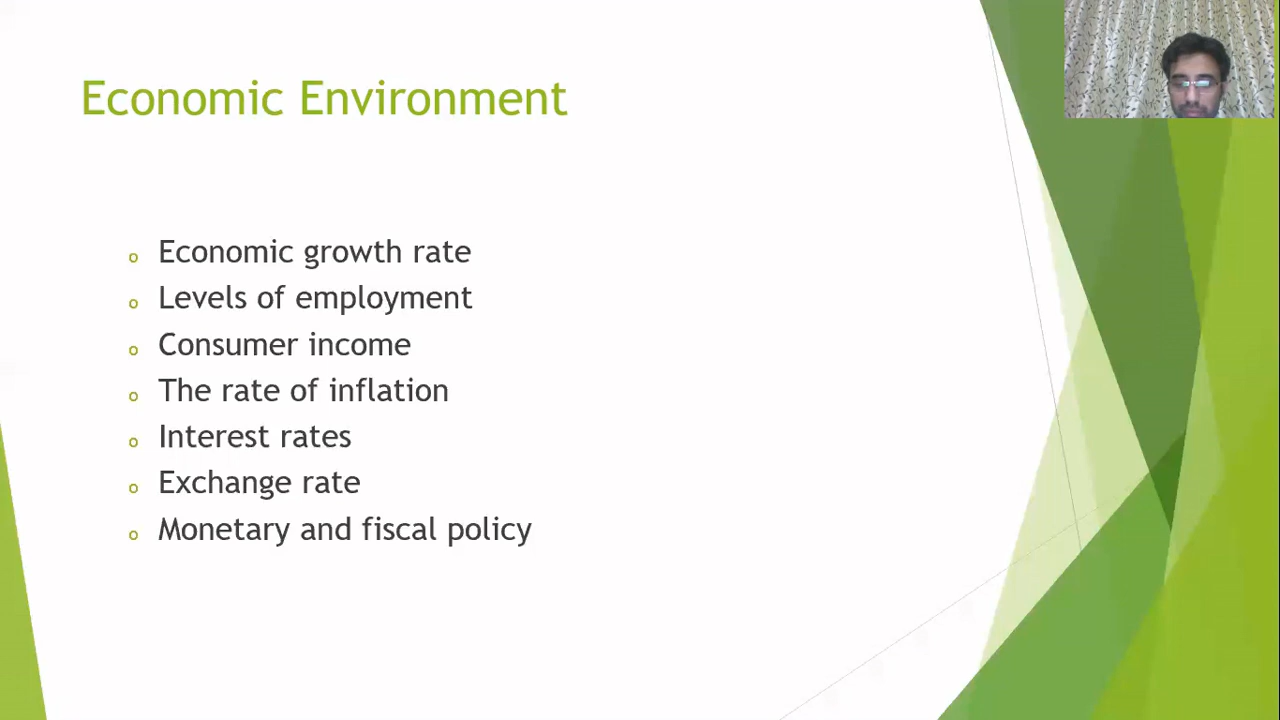 Economic Environment
o Economic growth rate
o Levels of employment
o Consumer income
o The rate of inflation
o Interest rates
o Exchange rate
o Monetary and fiscal policy